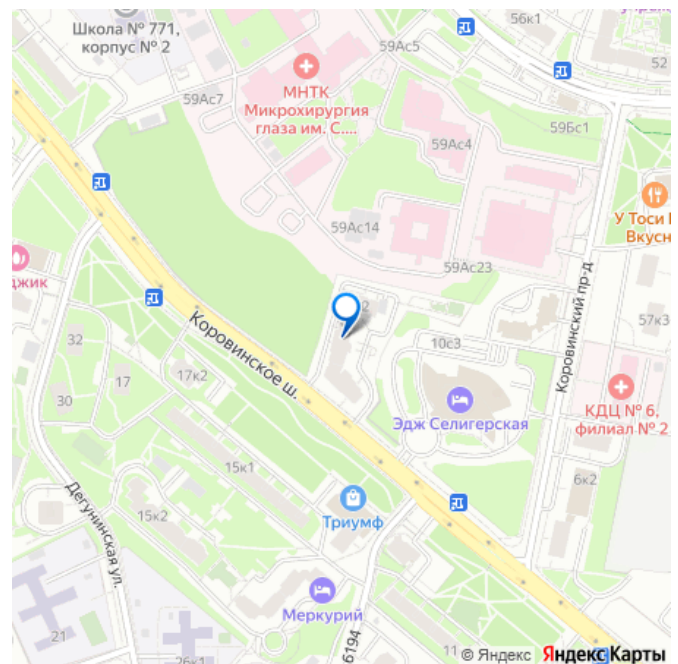 56к1
Школа № 771,
корпус № 2
59Ас5
52
МНТК
Микрохирургия
глаза им. С....
59Ас7
59Бс1
59Ас4
У Тоси
Вкусн
59Ас14
59Ас23
джик
Коровинский пр-д
57к3
10с3
Коровинское ш.
32
17к2
17
30
КДЦ № 6,
филиал № 2
Эдж Селигерская
15к1
6к2
15к2
Триумф
Дегунинская ул.
Меркурий
21
26к1
6194
11
© Яндекс Яндекс Карты